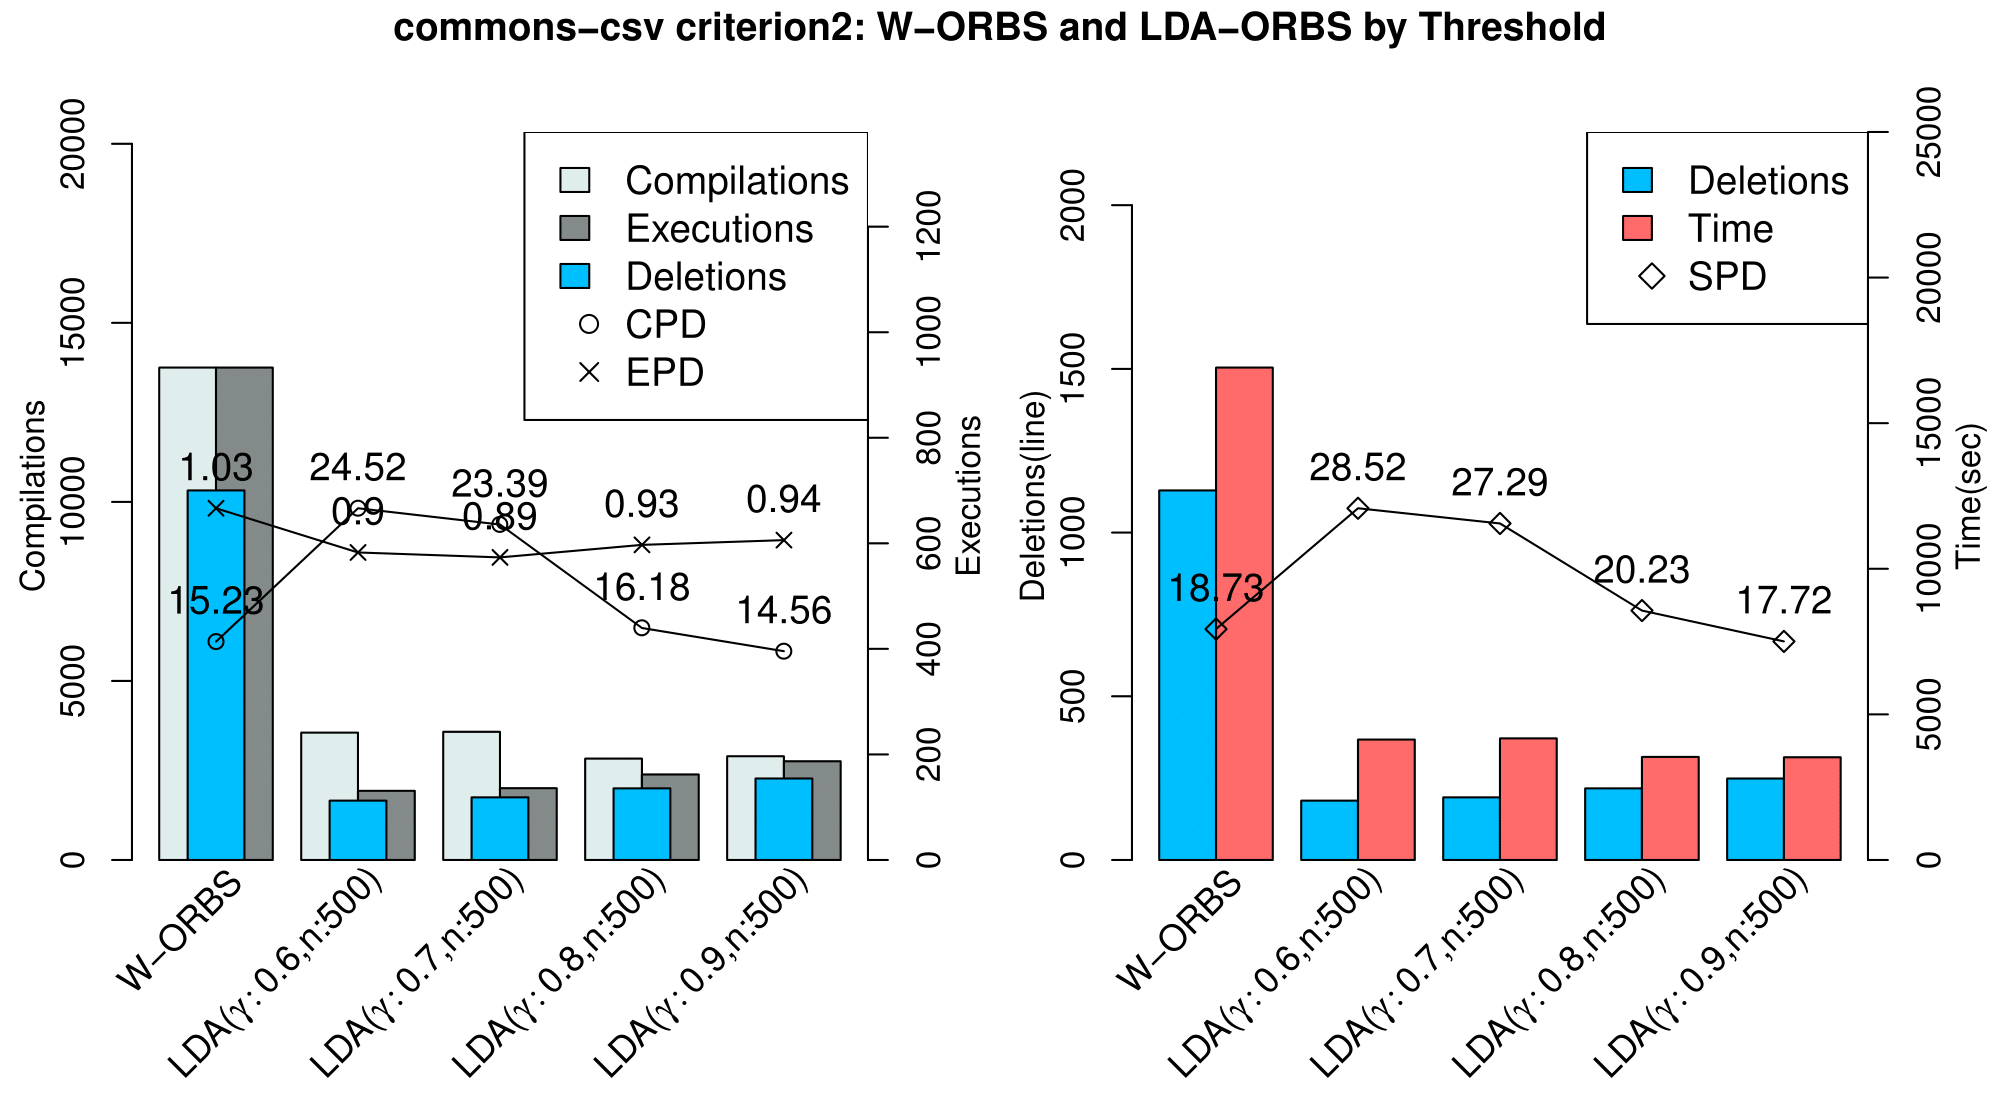 commons−csv criterion2: W−ORBS and LDA−ORBS by Threshold
Compilations
0
5000
10000
15000
20000
Compilations
Executions
Deletions
CPD
EPD
1.03
24.52
0.9
23.39
0.89
0.93
0.94
15.23
16.18
14.56
0
200
400
600
800
1000
1200
Executions
W−ORBS
LDA(γ: 0.6,n:500)
LDA(γ: 0.7,n:500)
LDA(γ: 0.8,n:500)
LDA(γ: 0.9,n:500)
Deletions(line)
0
500
1000
1500
2000
Deletions
Time
SPD
18.73
28.52
27.29
20.23
17.72
0
50000
100000
150000
200000
250000
Time(sec)
W−ORBS
LDA(γ: 0.6,n:500)
LDA(γ: 0.7,n:500)
LDA(γ: 0.8,n:500)
LDA(γ: 0.9,n:500)